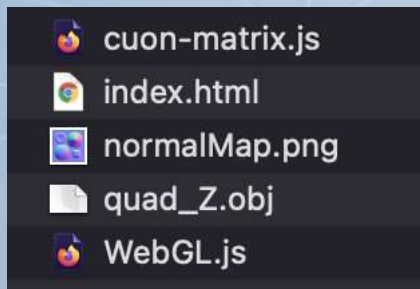 cuon-matrix.js
index.html
normalMap.png
quad_Z.obj
WebGL.js